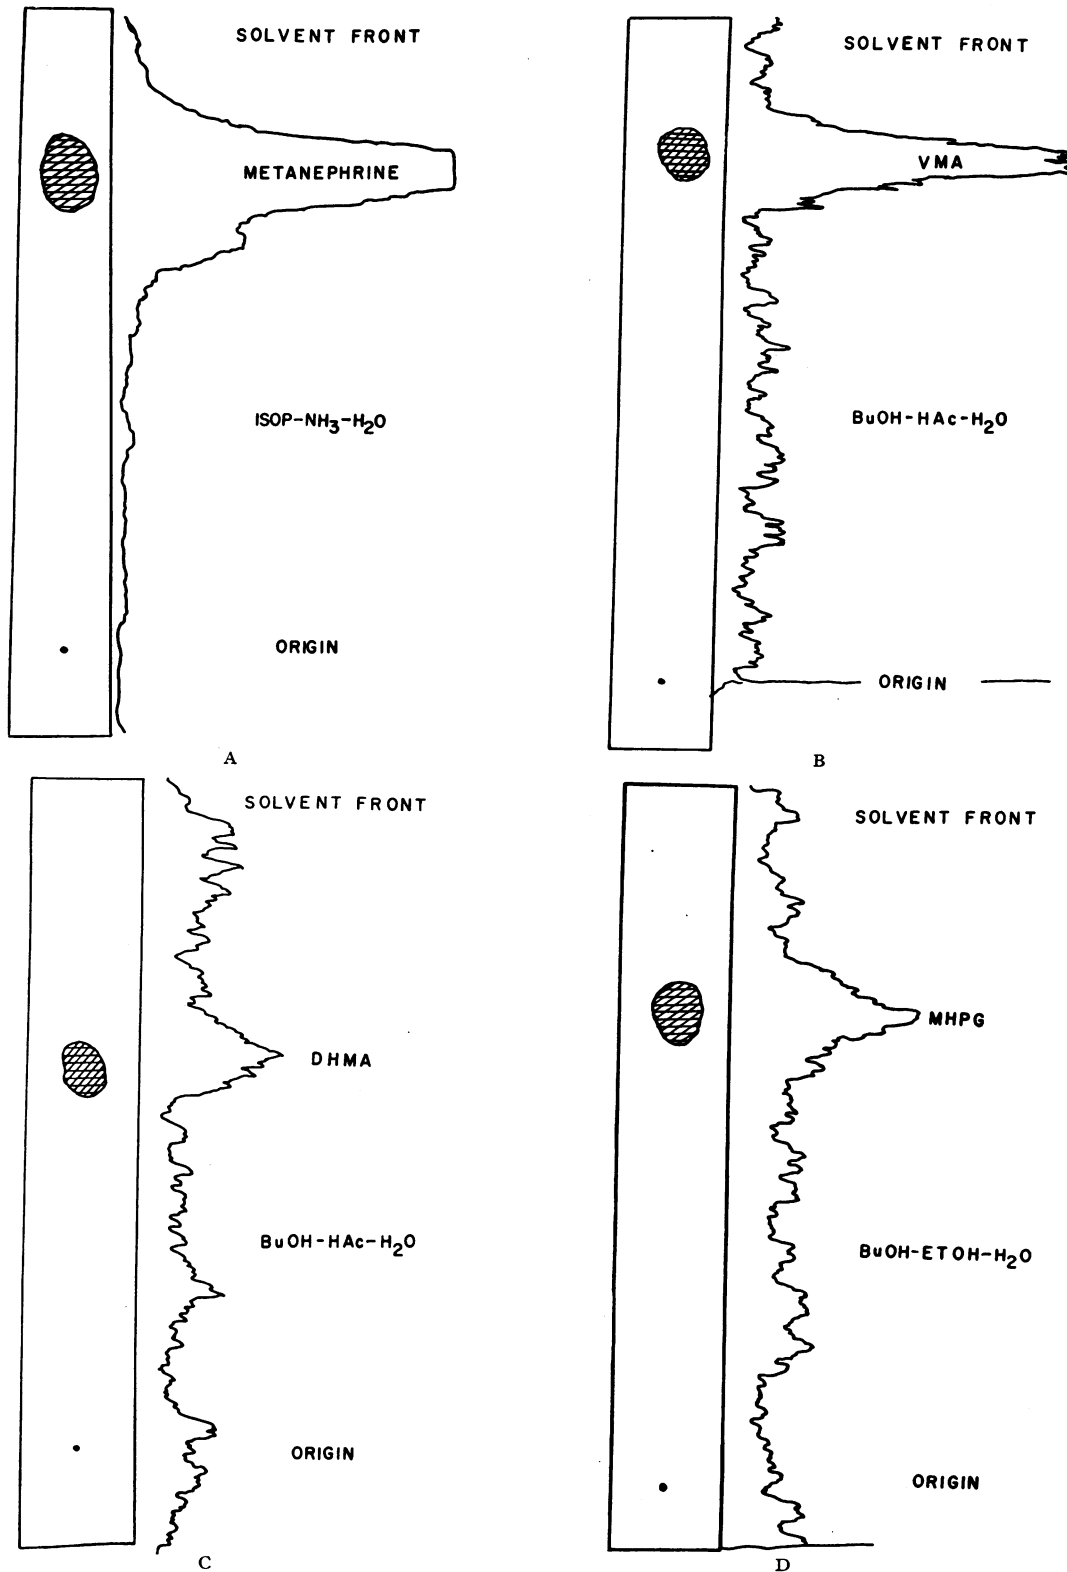 SOLVENT FRONT
METANEPHRINE
ISOP-NH3-H2O
ORIGIN
A
SOLVENT FRONT
VMA
BuOH-HAc-H2O
ORIGIN
B
SOLVENT FRONT
DHMA
BuOH-HAc-H2O
ORIGIN
C
SOLVENT FRONT
MHPG
BuOH-ETOH-H2O
ORIGIN
D